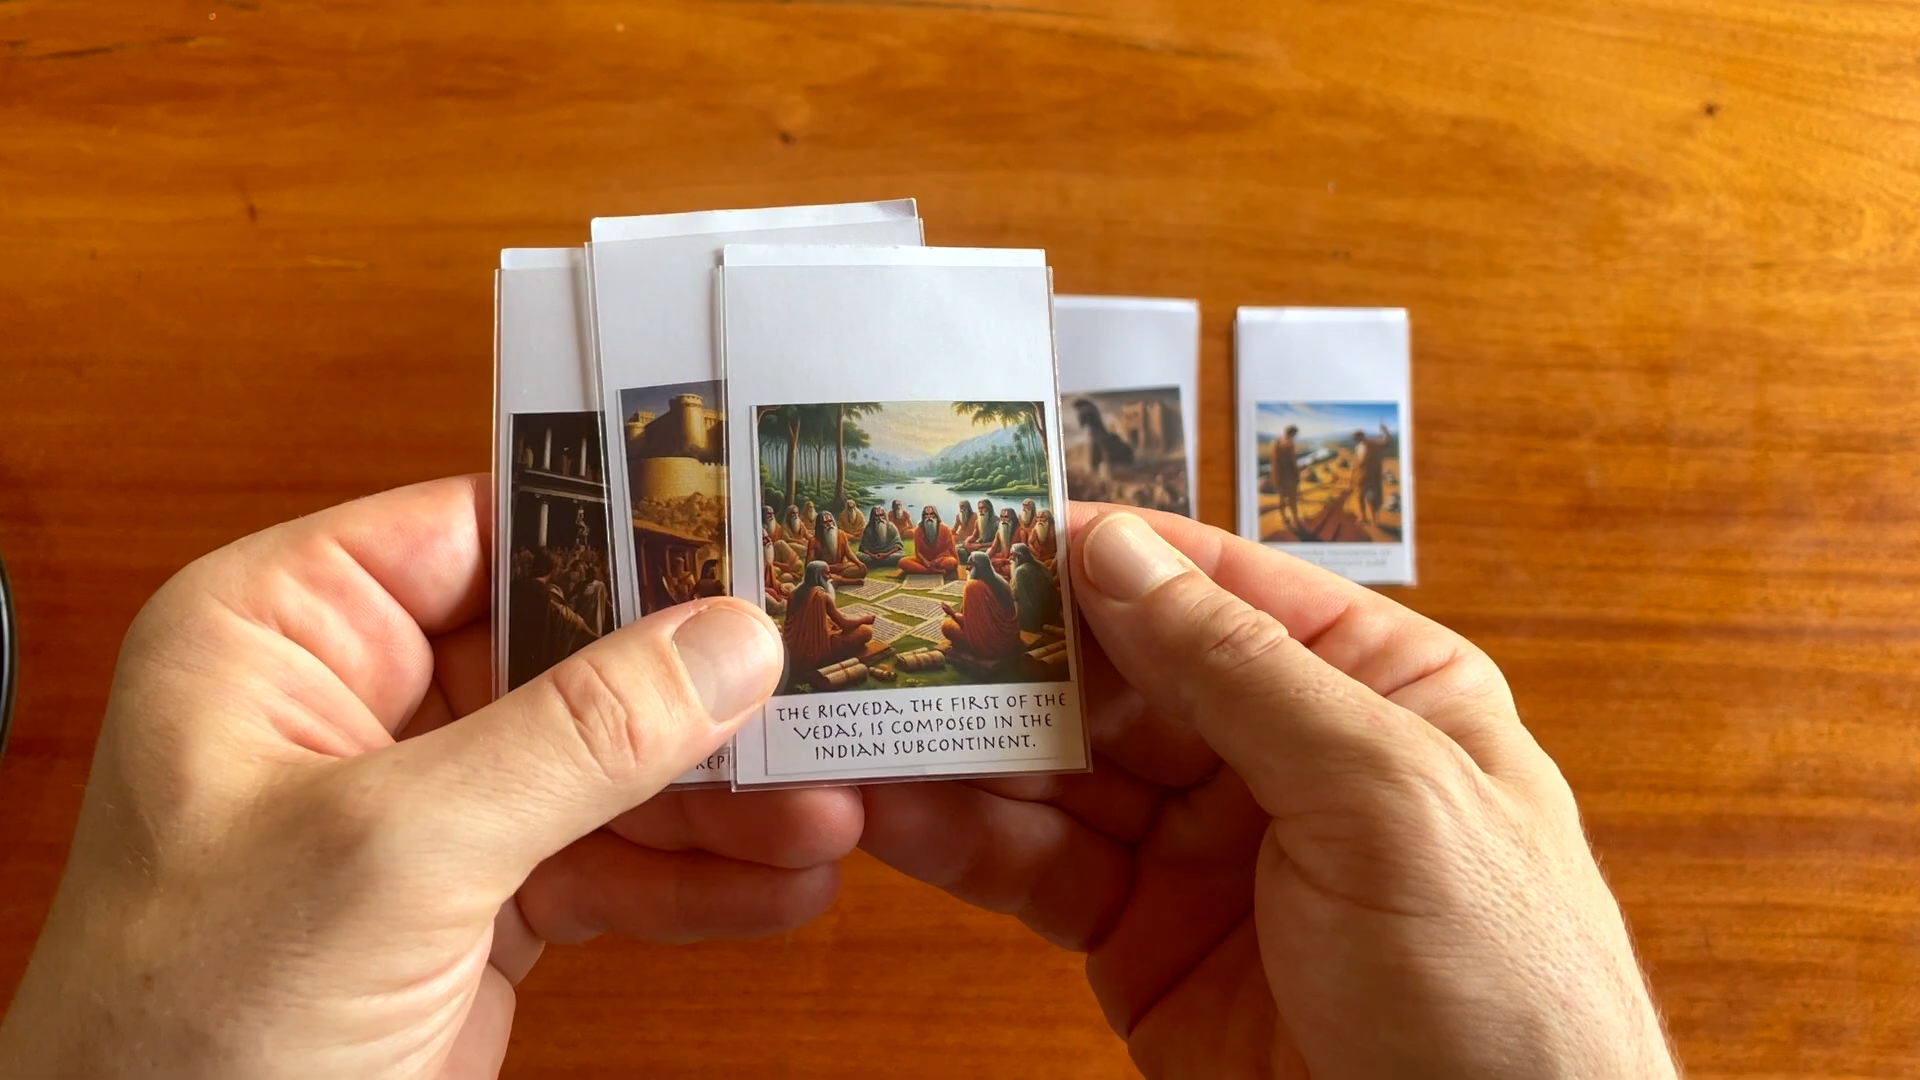 THE RIGVEDA, THE FIRST OF THE
VEDAS, IS COMPOSED IN THE
INDIAN SUBCONTINENT.